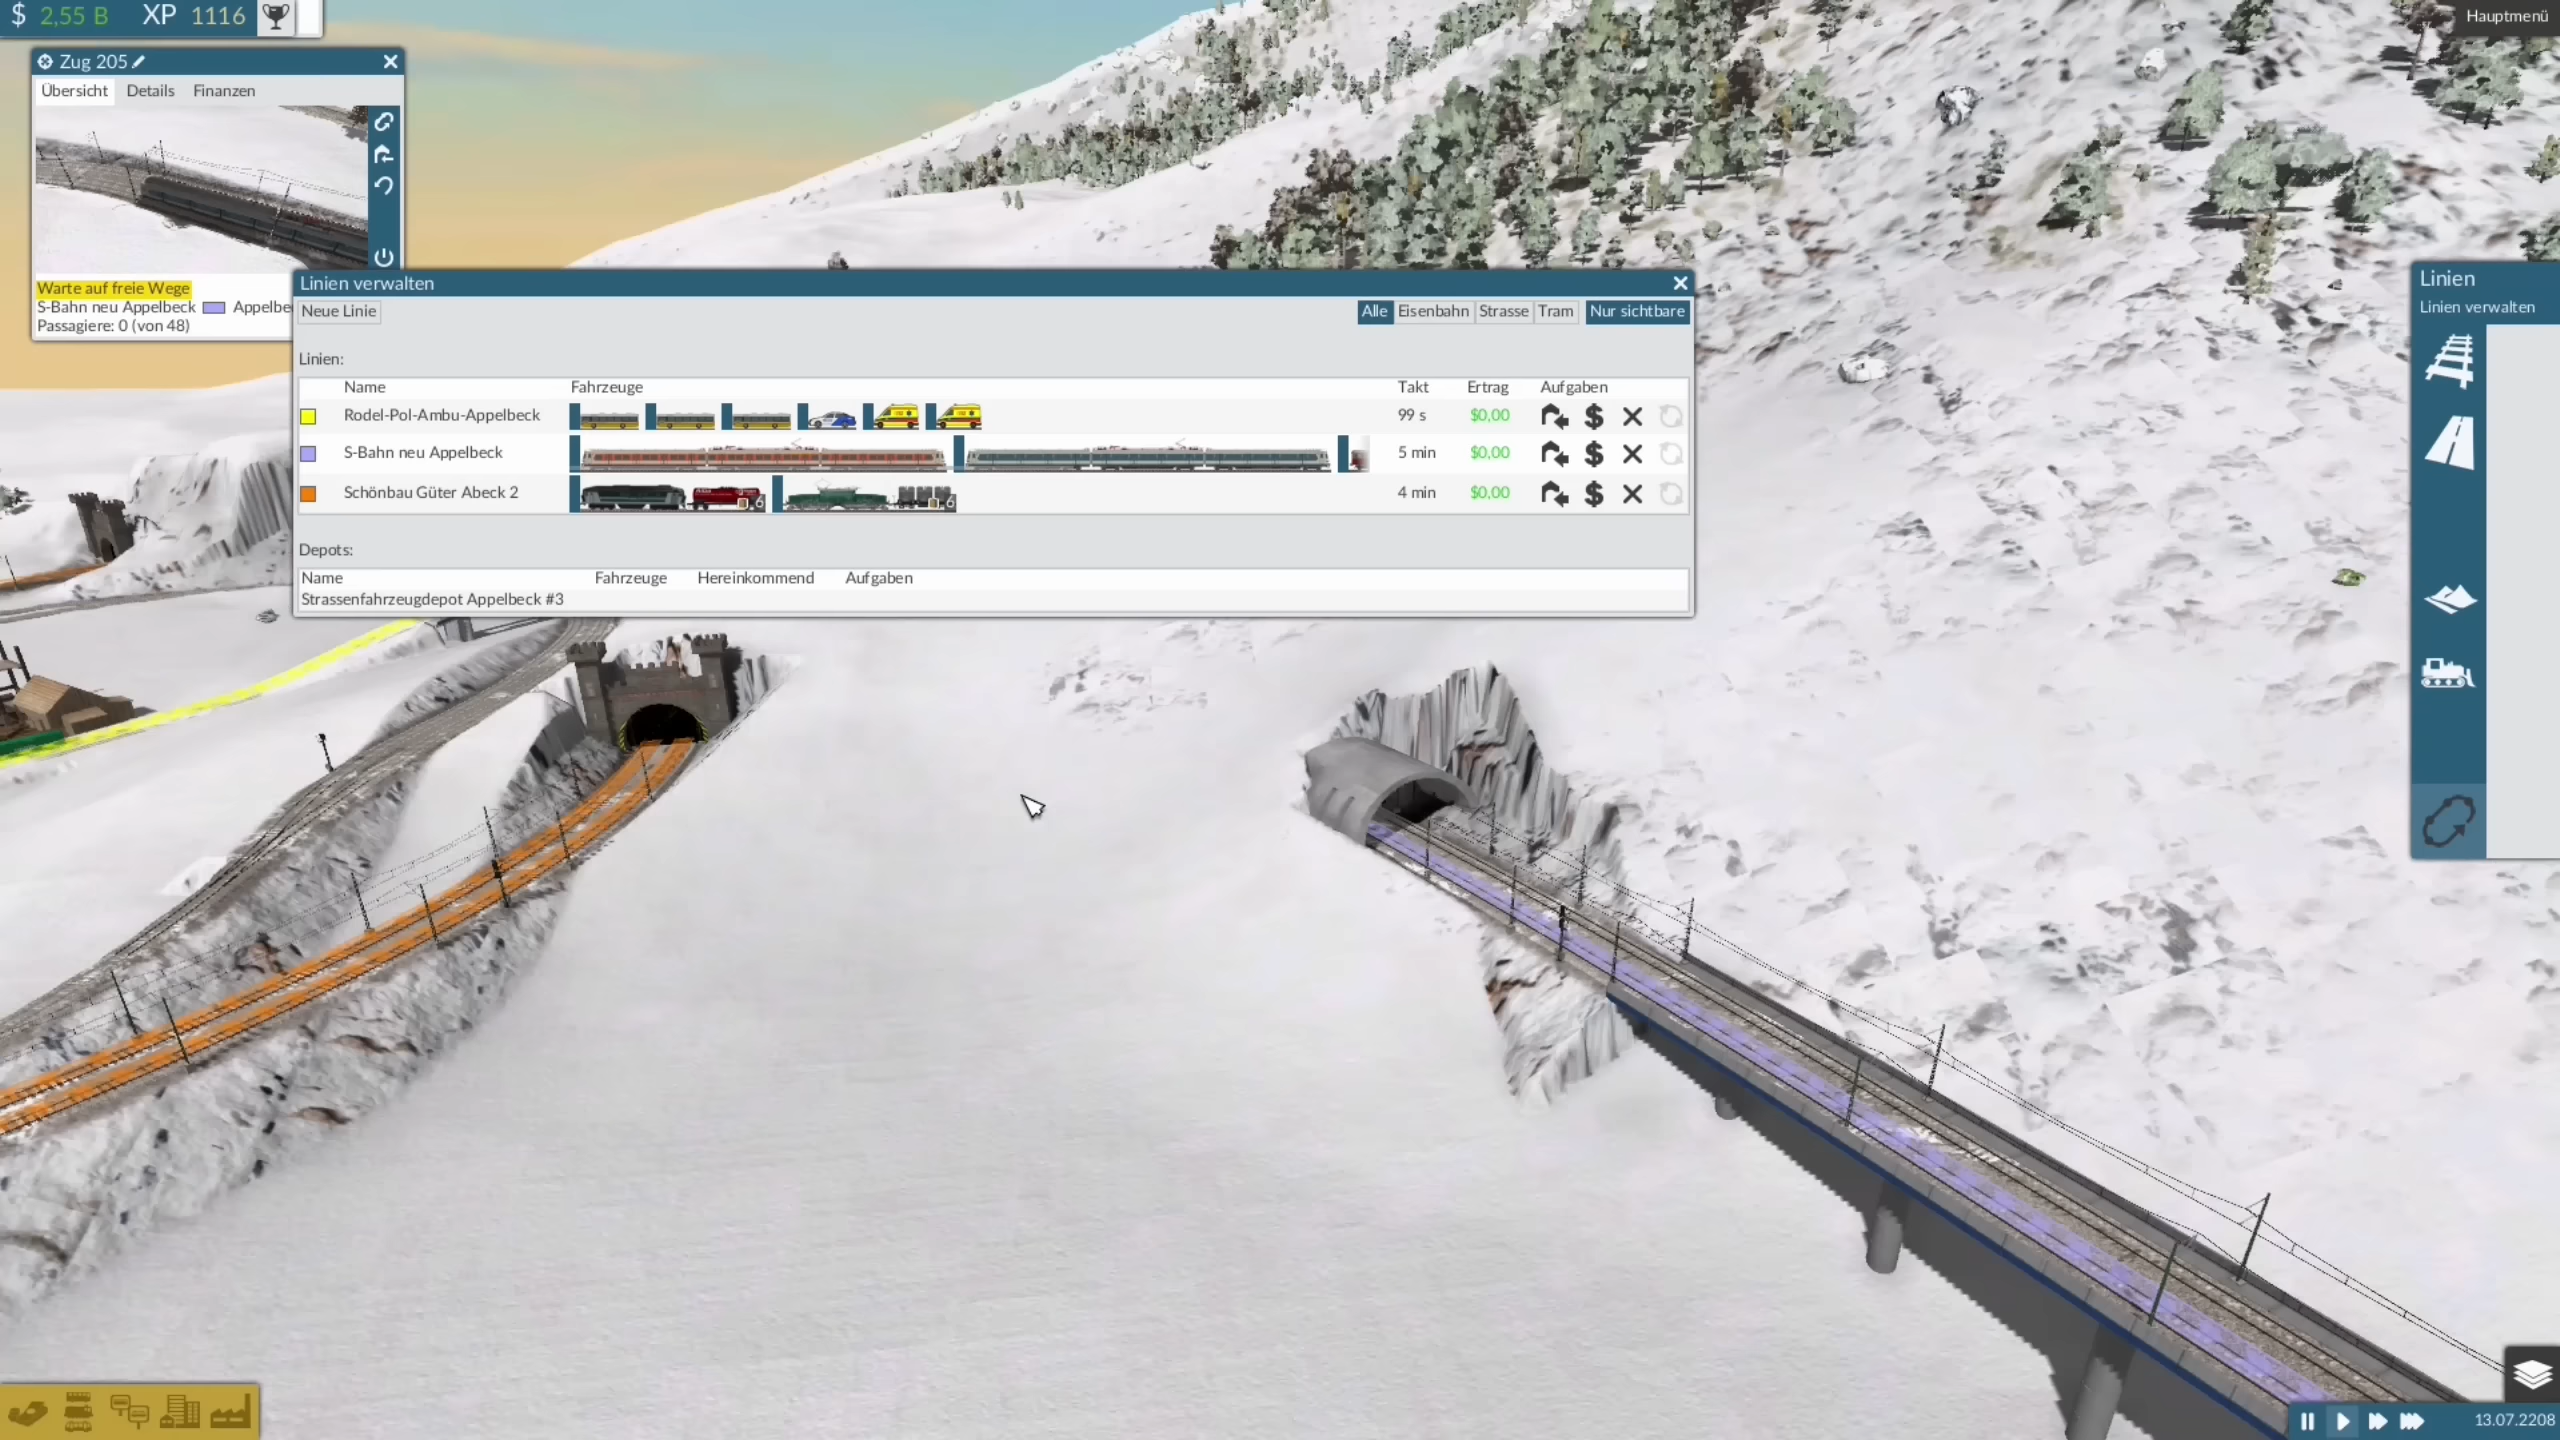 $ 2,55 B XP 1116
Hauptmenü
Zug 205
Übersicht Details Finanzen
Warte auf freie Wege
S-Bahn neu Appelbeck Appelbe
Passagiere: 0 (von 48)
Linien verwalten
Neue Linie
Alle Eisenbahn Strasse Tram Nur sichtbare
Linien:
Name Fahrzeuge Takt Ertrag Aufgaben
Rodel-Pol-Ambu-Appelbeck 99 s $0,00
S-Bahn neu Appelbeck 5 min $0,00
Schönbau Güter Abeck 2 6 6 4 min $0,00
Depots:
Name Fahrzeuge Hereinkommend Aufgaben
Strassenfahrzeugdepot Appelbeck #3
Linien
Linien verwalten
13.07.2208